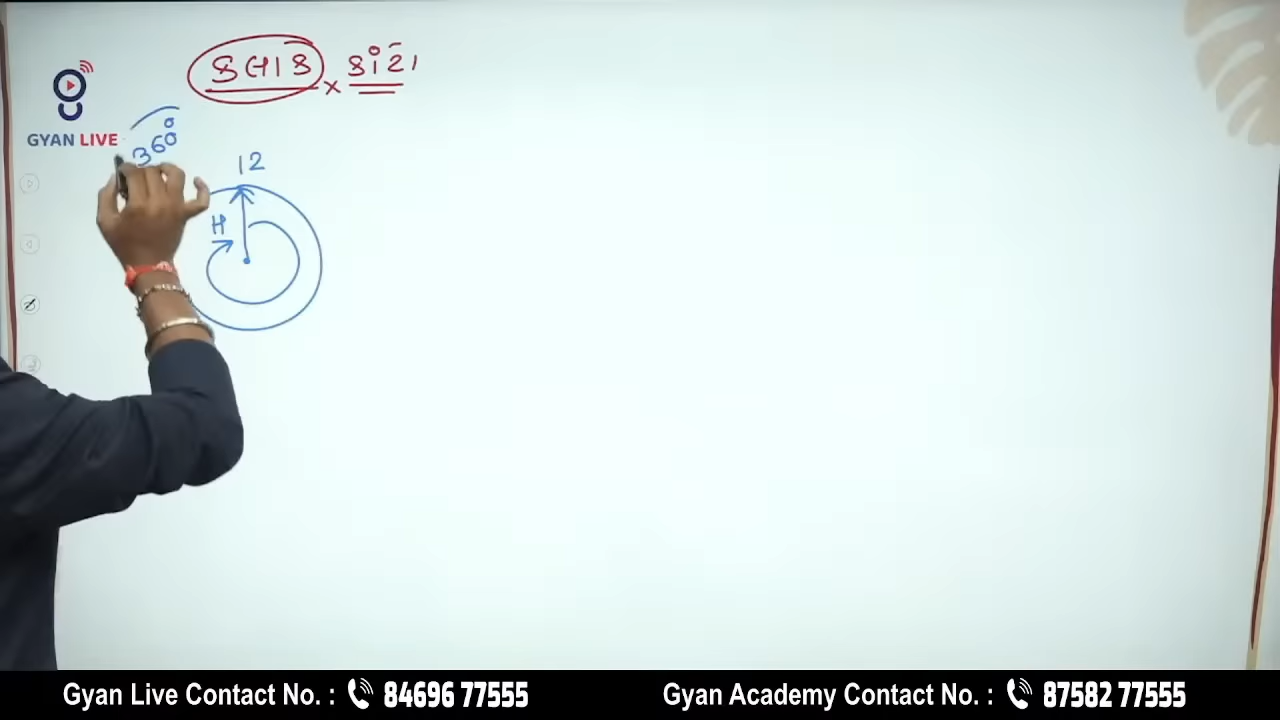 કલાક × કાંટો
GYAN LIVE
360°
12
H
Gyan Live Contact No. : 84696 77555
Gyan Academy Contact No. : 87582 77555